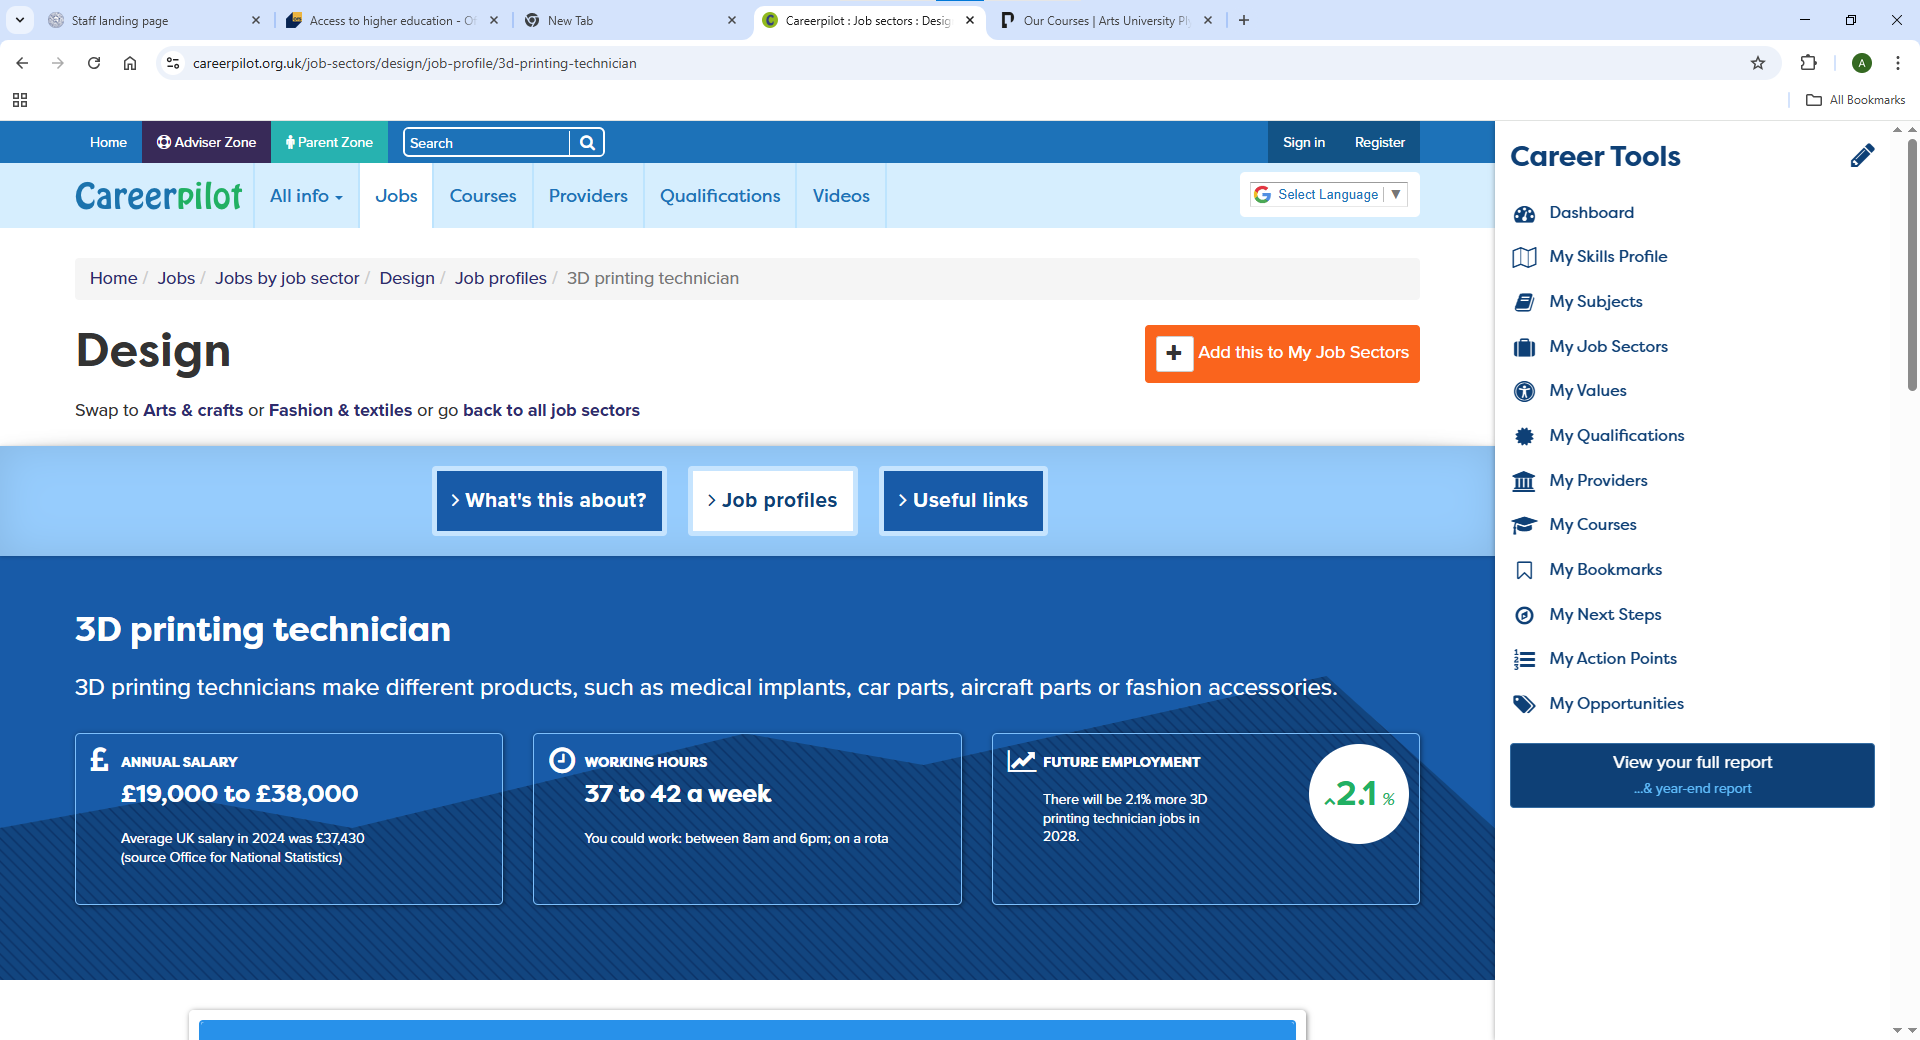 Staff landing page
Access to higher education - Of
New Tab
Careerpilot : Job sectors : Desig
Our Courses | Arts University Pl
careerpilot.org.uk/job-sectors/design/job-profile/3d-printing-technician
A
All Bookmarks
Home
Adviser Zone
Parent Zone
Search
Sign in
Register
Careerpilot
All info
Jobs
Courses
Providers
Qualifications
Videos
Select Language
Home / Jobs / Jobs by job sector / Design / Job profiles / 3D printing technician
Design
+ Add this to My Job Sectors
Swap to Arts & crafts or Fashion & textiles or go back to all job sectors
> What's this about?
> Job profiles
> Useful links
3D printing technician
3D printing technicians make different products, such as medical implants, car parts, aircraft parts or fashion accessories.
£ ANNUAL SALARY
£19,000 to £38,000
Average UK salary in 2024 was £37,430
(source Office for National Statistics)
WORKING HOURS
37 to 42 a week
You could work: between 8am and 6pm; on a rota
FUTURE EMPLOYMENT
There will be 2.1% more 3D
printing technician jobs in
2028.
2.1 %
Career Tools
Dashboard
My Skills Profile
My Subjects
My Job Sectors
My Values
My Qualifications
My Providers
My Courses
My Bookmarks
My Next Steps
My Action Points
My Opportunities
View your full report
...& year-end report